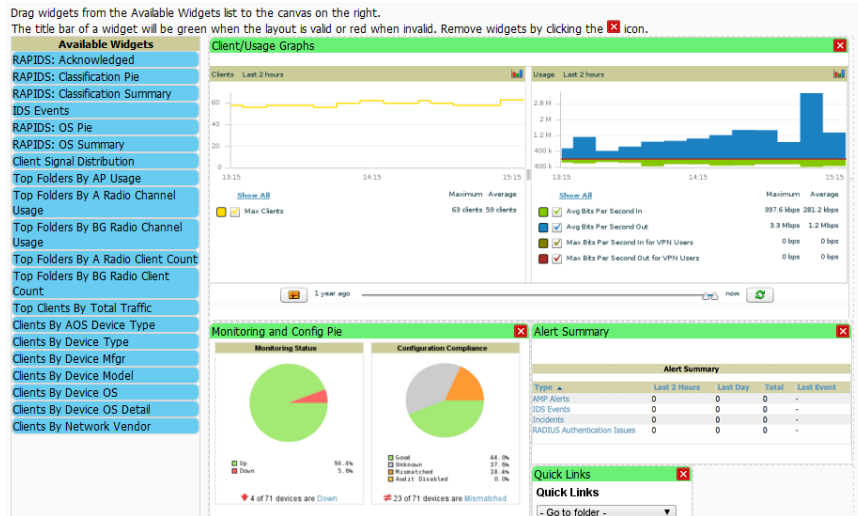 Drag widgets from the Available Widgets list to the canvas on the right.
The title bar of a widget will be green when the layout is valid or red when invalid. Remove widgets by clicking the icon.
Available Widgets
RAPIDS: Acknowledged
RAPIDS: Classification Pie
RAPIDS: Classification Summary
IDS Events
RAPIDS: OS Pie
RAPIDS: OS Summary
Client Signal Distribution
Top Folders By AP Usage
Top Folders By A Radio Channel
Usage
Top Folders By BG Radio Channel
Usage
Top Folders By A Radio Client Count
Top Folders By BG Radio Client
Count
Top Clients By Total Traffic
Clients By AOS Device Type
Clients By Device Type
Clients By Device Mfgr
Clients By Device Model
Clients By Device OS
Clients By Device OS Detail
Clients By Network Vendor
Client/Usage Graphs
Clients Last 2 hours
60
40
20
0
13:15 14:15 15:15
Show All Maximum Average
Max Clients 63 clients 59 clients
Usage Last 2 hours
2.8 M
2 M
1.2 M
400 k
400 k
13:15 14:15 15:15
Show All Maximum Average
Avg Bits Per Second In 397.6 kbps 281.2 kbps
Avg Bits Per Second Out 3.3 Mbps 1.2 Mbps
Max Bits Per Second In for VPN Users 0 bps 0 bps
Max Bits Per Second Out for VPN Users 0 bps 0 bps
1 year ago now
Monitoring and Config Pie
Monitoring Status
Up 94.4%
Down 5.6%
4 of 71 devices are Down
Configuration Compliance
Good 44.0%
Unknown 37.6%
Mismatched 18.4%
Audit Disabled 0.0%
23 of 71 devices are Mismatched
Alert Summary
Alert Summary
Type Last 2 Hours Last Day Total Last Event
AMP Alerts 0 0 0 -
IDS Events 0 0 0 -
Incidents 0 0 0 -
RADIUS Authentication Issues 0 0 0 -
Quick Links
Quick Links
- Go to folder -